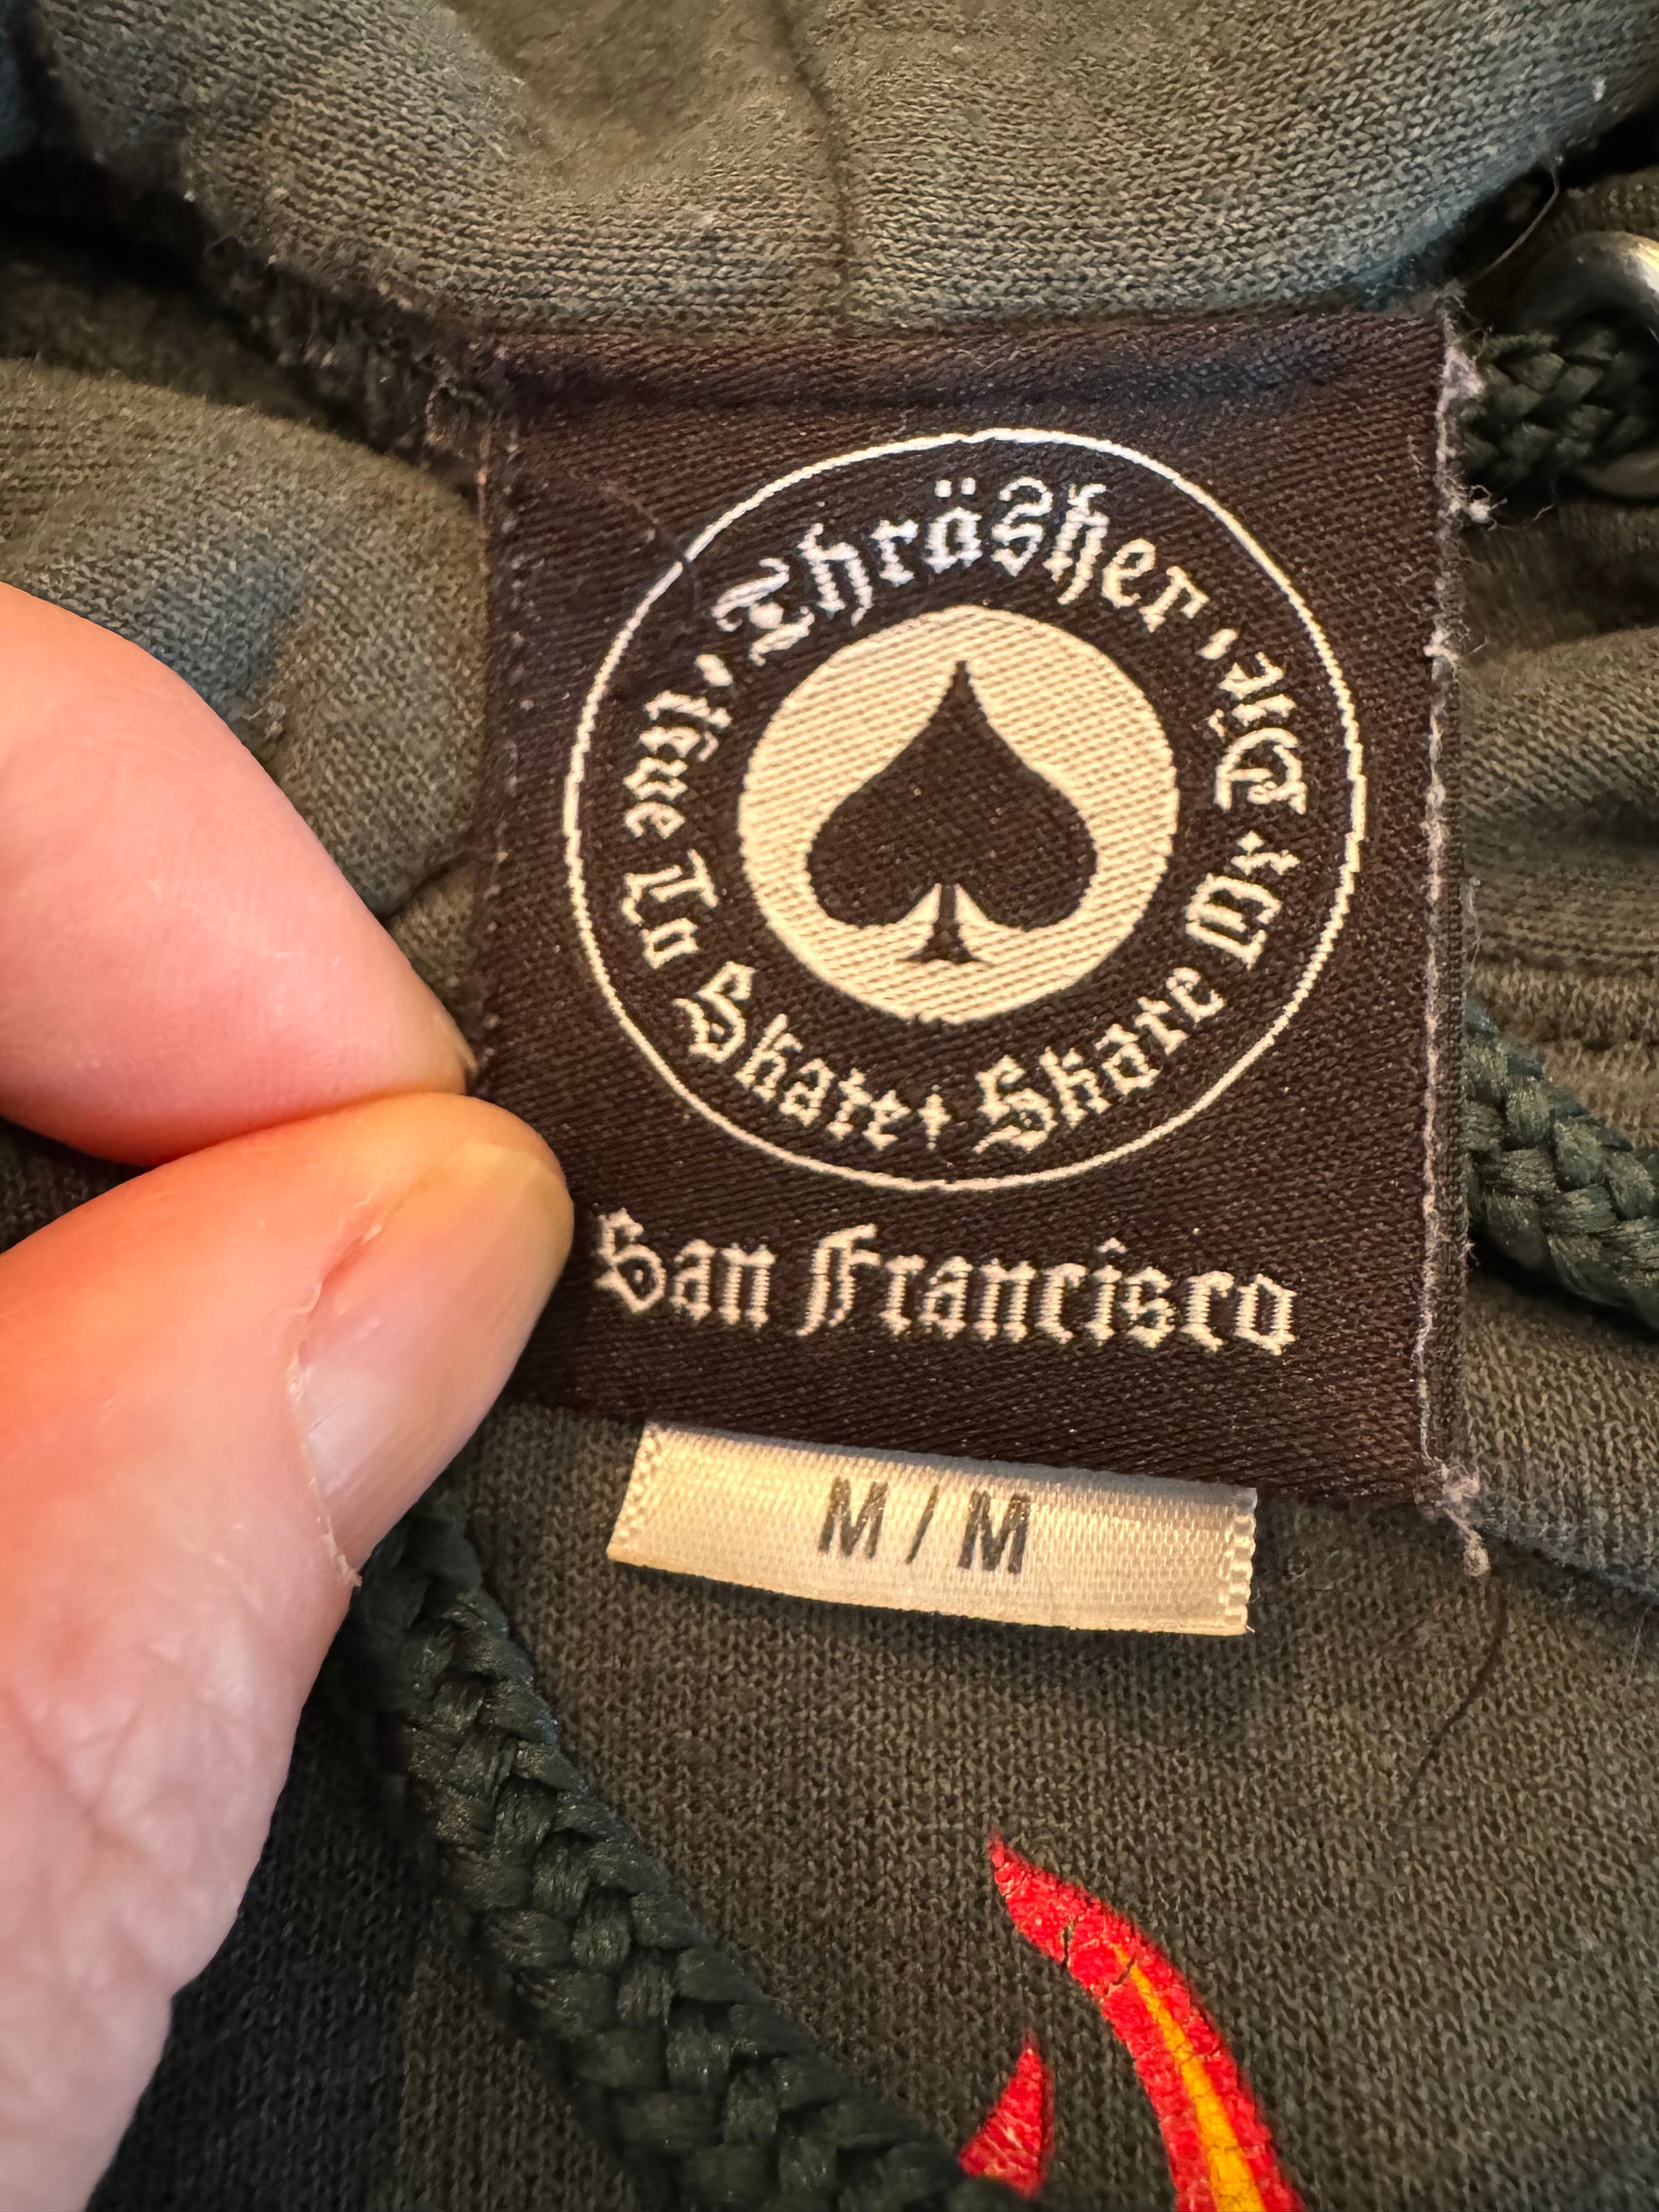 Thräsher
Live To Skate
Skate Or Die
San Francisco
M/M